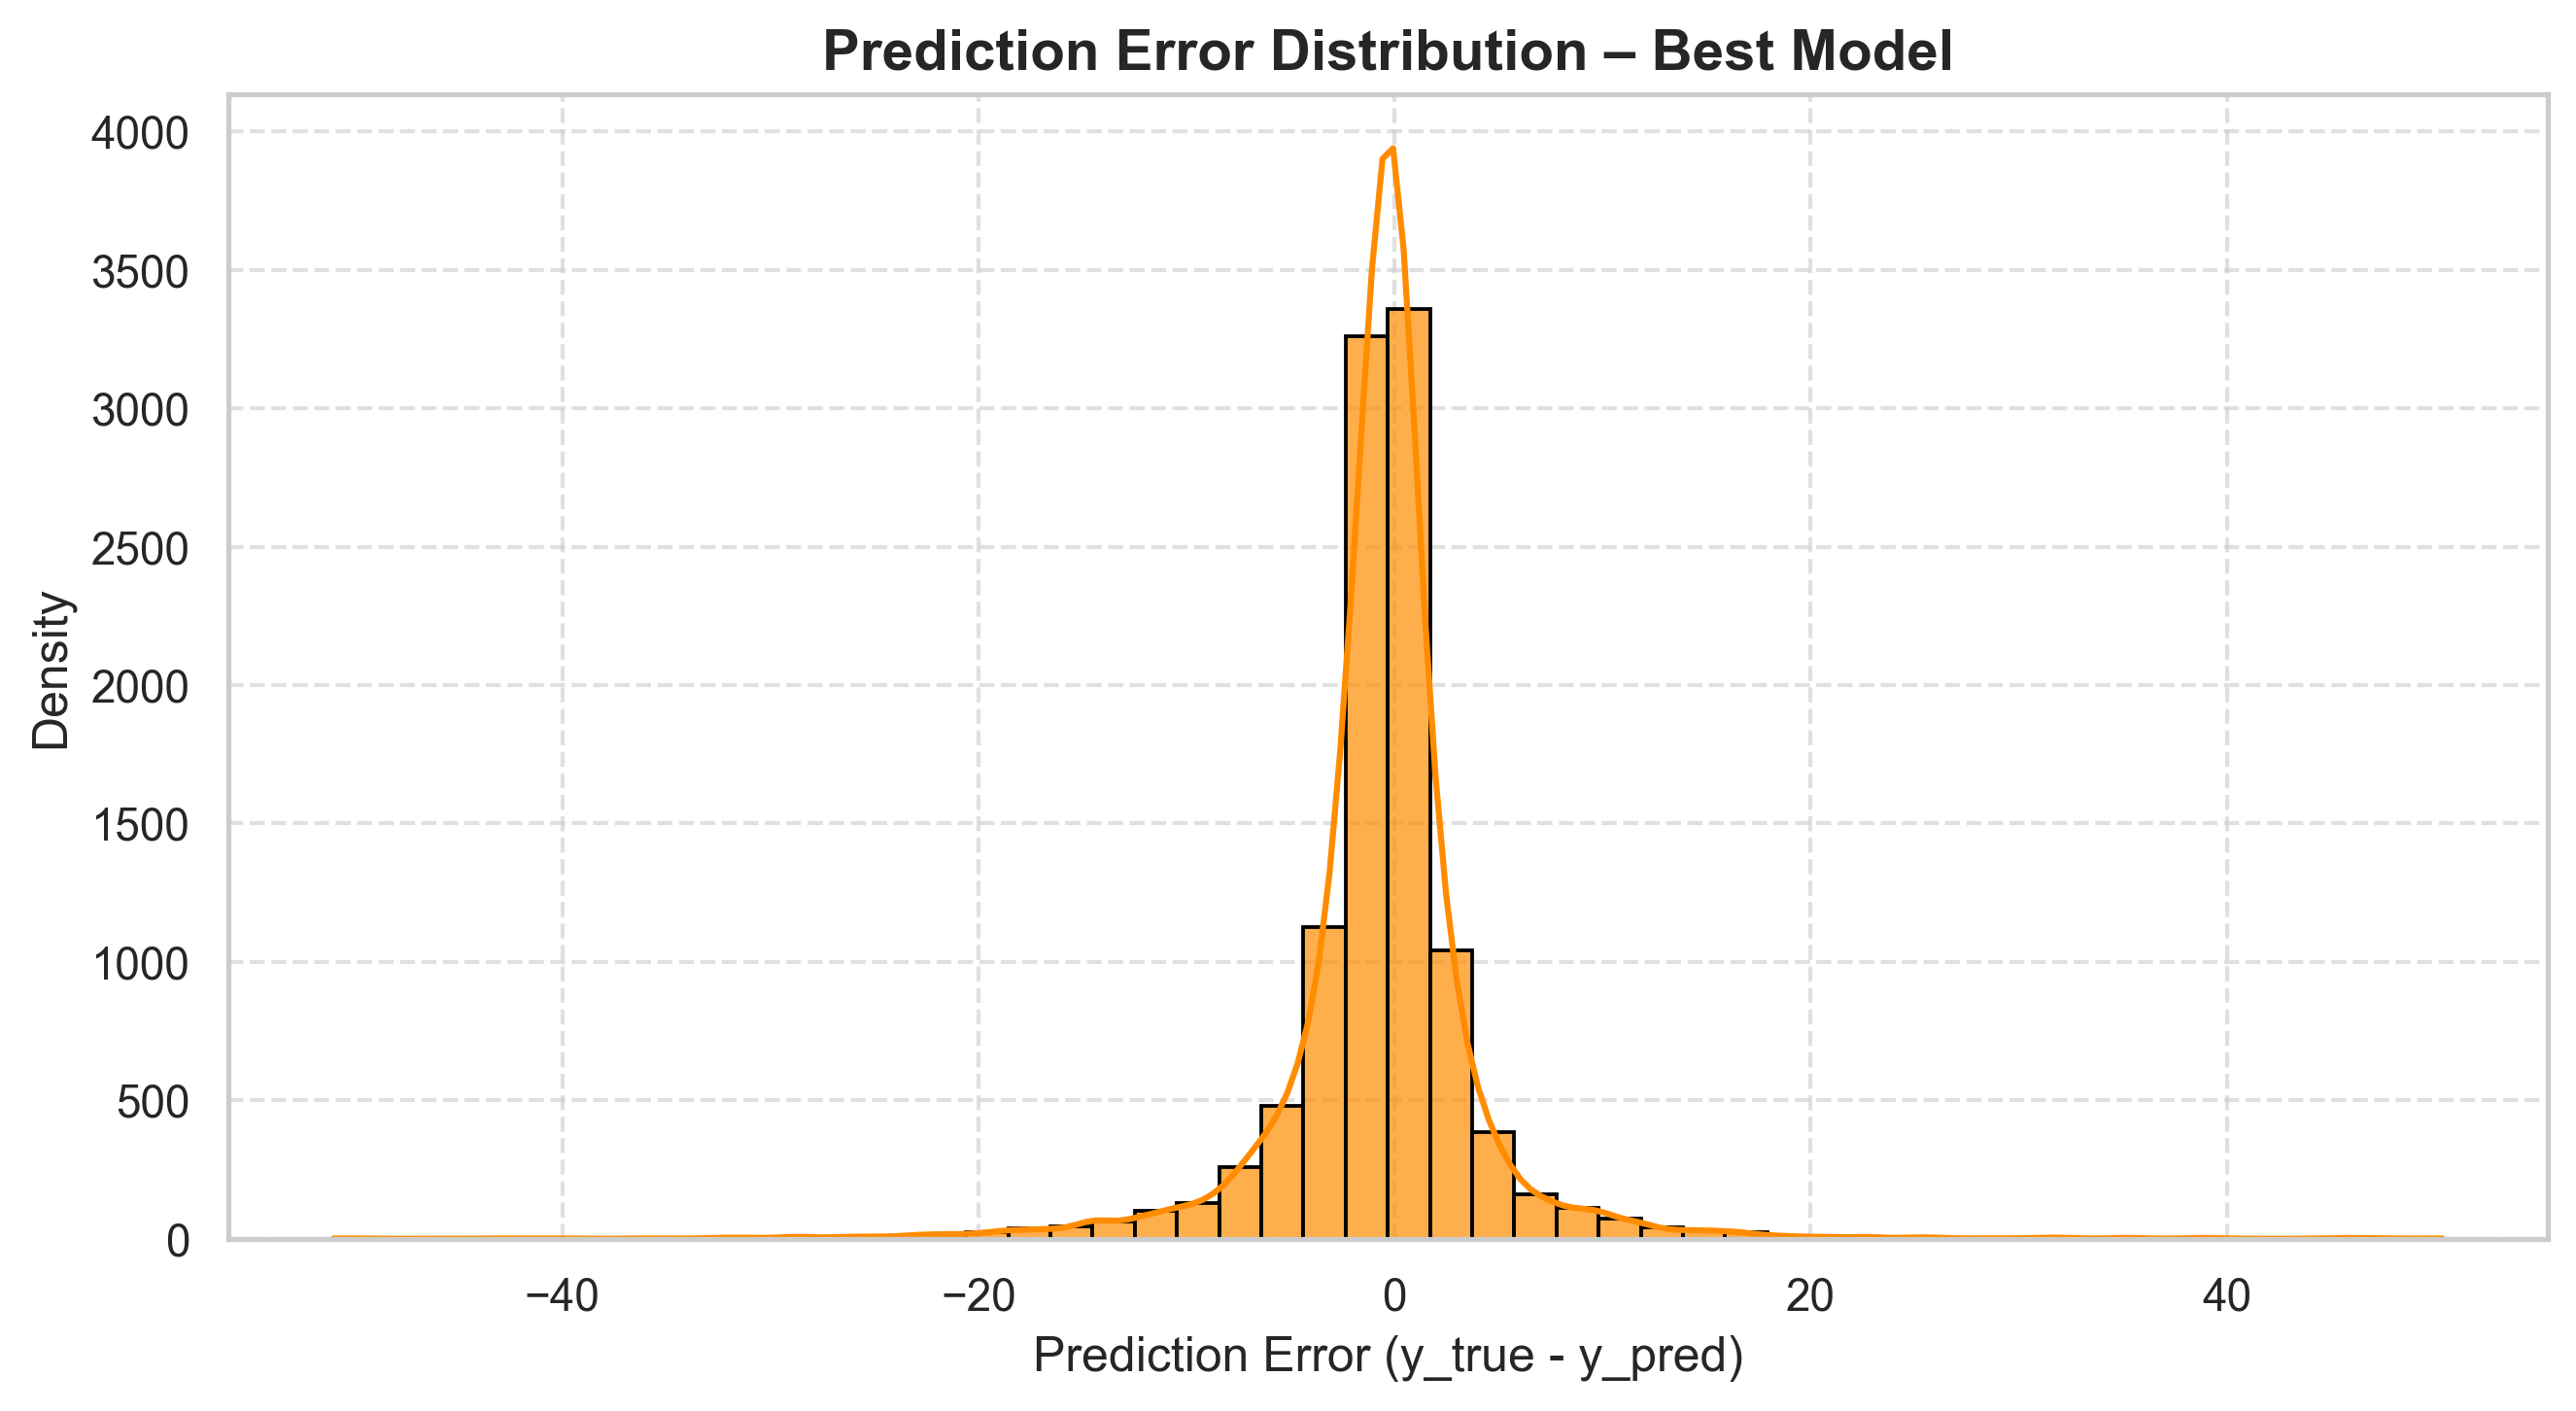 Prediction Error Distribution – Best Model
4000
3500
3000
2500
2000
1500
1000
500
0
Density
−40 −20 0 20 40
Prediction Error (y_true - y_pred)